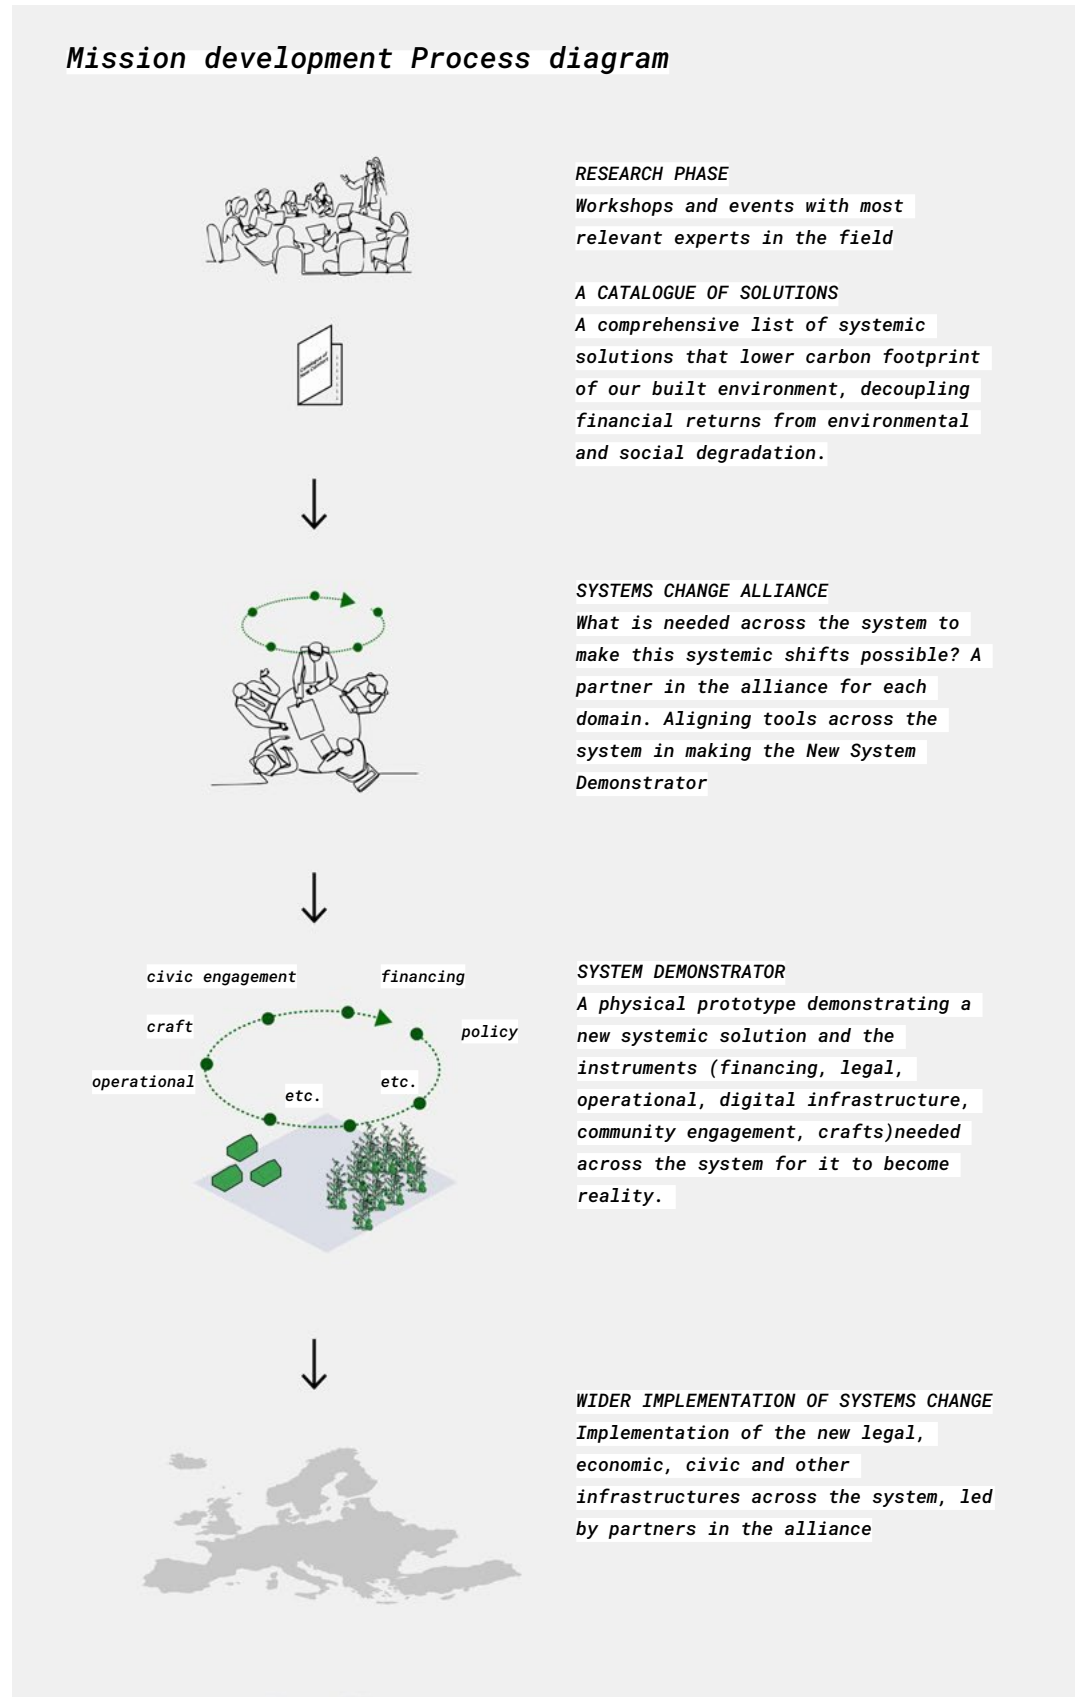 Mission development Process diagram
RESEARCH PHASE
Workshops and events with most
relevant experts in the field
A CATALOGUE OF SOLUTIONS
A comprehensive list of systemic
solutions that lower carbon footprint
of our built environment, decoupling
financial returns from environmental
and social degradation.
Catalogue of
New Comfort
SYSTEMS CHANGE ALLIANCE
What is needed across the system to
make this systemic shifts possible? A
partner in the alliance for each
domain. Aligning tools across the
system in making the New System
Demonstrator
civic engagement
financing
craft
policy
operational
etc.
etc.
SYSTEM DEMONSTRATOR
A physical prototype demonstrating a
new systemic solution and the
instruments (financing, legal,
operational, digital infrastructure,
community engagement, crafts)needed
across the system for it to become
reality.
WIDER IMPLEMENTATION OF SYSTEMS CHANGE
Implementation of the new legal,
economic, civic and other
infrastructures across the system, led
by partners in the alliance